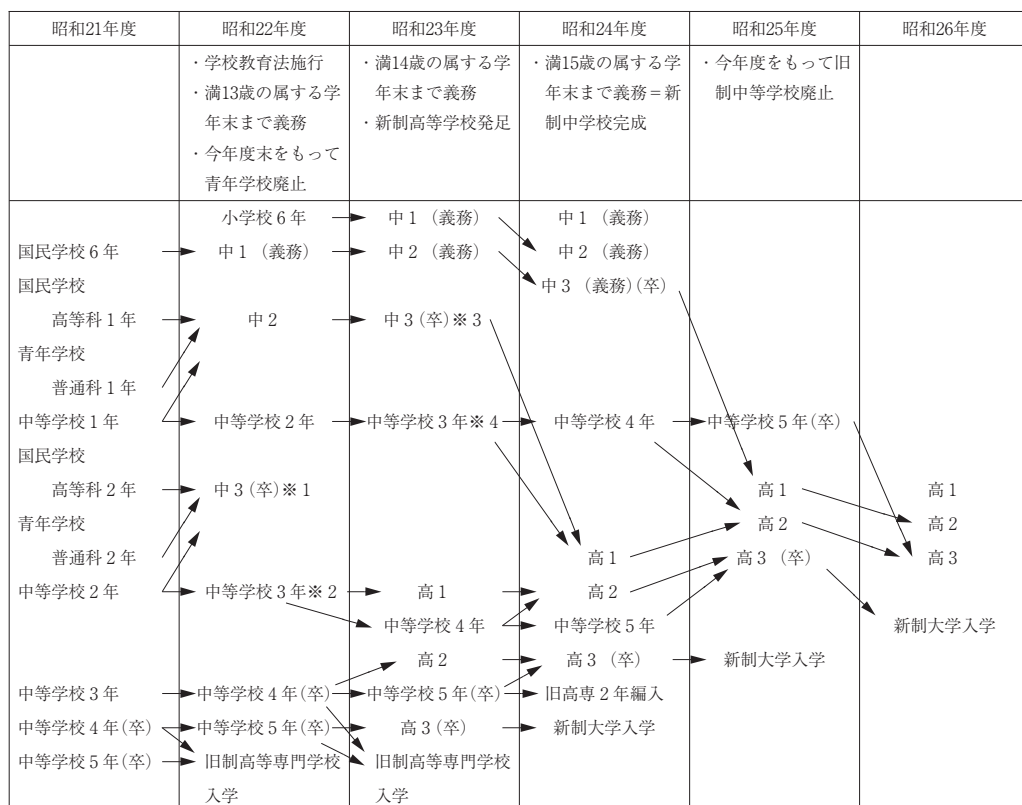 昭和21年度 昭和22年度 昭和23年度 昭和24年度 昭和25年度 昭和26年度
・学校教育法施行 ・満14歳の属する学 ・満15歳の属する学 ・今年度をもって旧
・満13歳の属する学 年末まで義務 年末まで義務=新 制中等学校廃止
年末まで義務 ・新制高等学校発足 制中学校完成
・今年度末をもって
青年学校廃止
小学校6年 中1(義務) 中1(義務)
国民学校6年 中1(義務) 中2(義務) 中2(義務)
国民学校 中3(義務)(卒)
高等科1年 中2 中3(卒)※3
青年学校
普通科1年
中等学校1年 中等学校2年 中等学校3年※4 中等学校4年 中等学校5年(卒)
国民学校
高等科2年 中3(卒)※1 高1 高1
青年学校 高2 高2
普通科2年 高1 高3(卒) 高3
中等学校2年 中等学校3年※2 高1 高2
中等学校4年 中等学校5年 新制大学入学
高2 高3(卒) 新制大学入学
中等学校3年 中等学校4年(卒) 中等学校5年(卒) 旧高専2年編入
中等学校4年(卒) 中等学校5年(卒) 高3(卒) 新制大学入学
中等学校5年(卒) 旧制高等専門学校 旧制高等専門学校
入学 入学